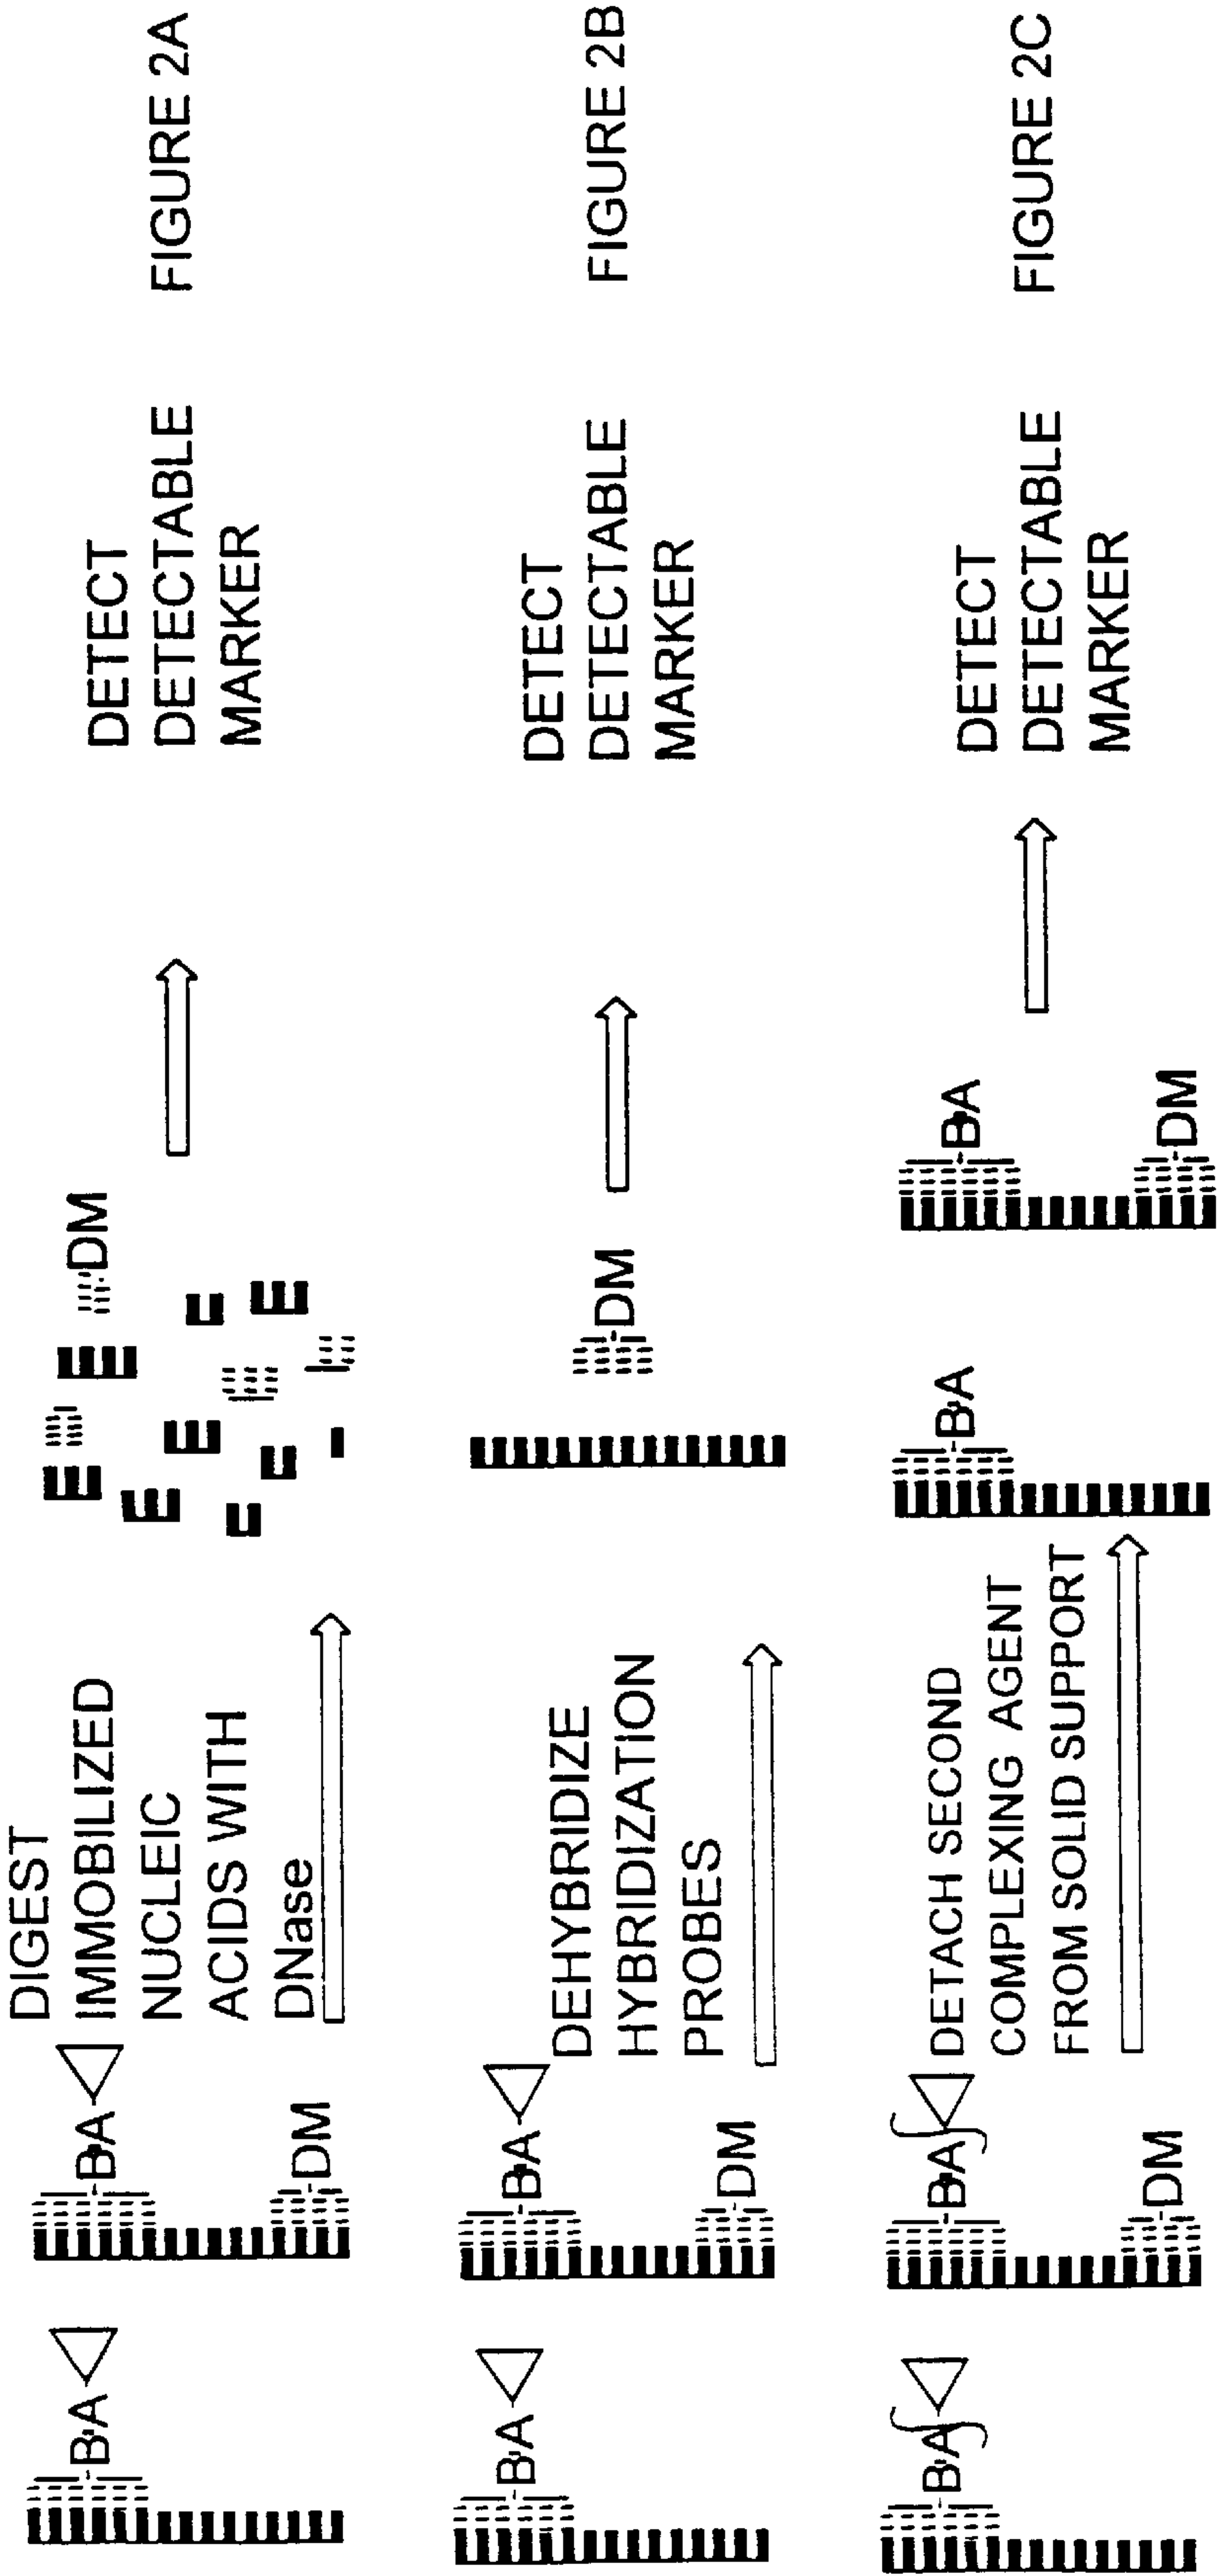 B-A
B-A
DM
DIGEST
IMMOBILIZED
NUCLEIC
ACIDS WITH
DNase
DM
DETECT
DETECTABLE
MARKER
FIGURE 2A
B-A
B-A
DM
DEHYBRIDIZE
HYBRIDIZATION
PROBES
DM
DETECT
DETECTABLE
MARKER
FIGURE 2B
B-A
B-A
DM
DETACH SECOND
COMPLEXING AGENT
FROM SOLID SUPPORT
B-A
B-A
DM
DETECT
DETECTABLE
MARKER
FIGURE 2C